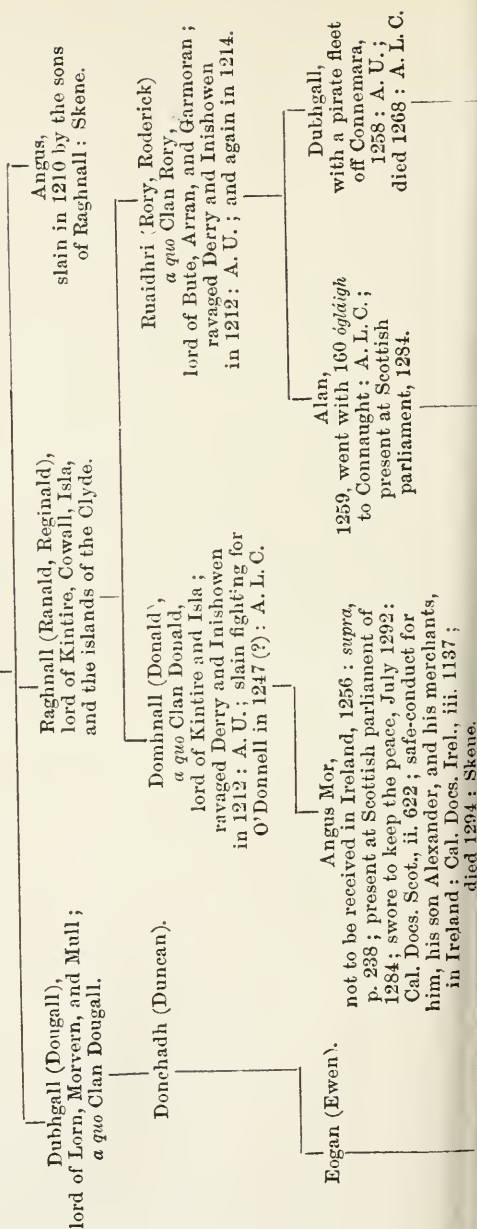 Dubhgall (Dougall),
lord of Lorn, Morvern, and Mull;
a quo Clan Dougall.
Raghnall (Ranald, Reginald),
lord of Kintire, Cowall, Isla,
and the islands of the Clyde.
Angus,
slain in 1210 by the sons
of Raghnall: Skene.
Donchadh (Duncan).
Domhnall (Donald),
a quo Clan Donald,
lord of Kintire and Isla;
ravaged Derry and Inishowen
in 1212: A. U.; slain fighting for
O'Donnell in 1247 (?): A. L. C.
Ruaidhri (Rory, Roderick)
a quo Clan Rory,
lord of Bute, Arran, and Garmoran;
ravaged Derry and Inishowen
in 1212: A. U.; and again in 1214.
Eogan (Ewen).
Angus Mor,
not to be received in Ireland, 1256: supra,
p. 238; present at Scottish parliament of
1284; swore to keep the peace, July 1292:
Cal. Docs. Scot., ii. 622; safe-conduct for
him, his son Alexander, and his merchants,
in Ireland: Cal. Docs. Irel., iii. 1137;
died 1294: Skene.
Alan,
1259, went with 160 ógláigh
to Connaught: A. L. C.;
present at Scottish
parliament, 1284.
Dubhgall,
with a pirate fleet
off Connemara,
1258: A. U.;
died 1268: A. L. C.